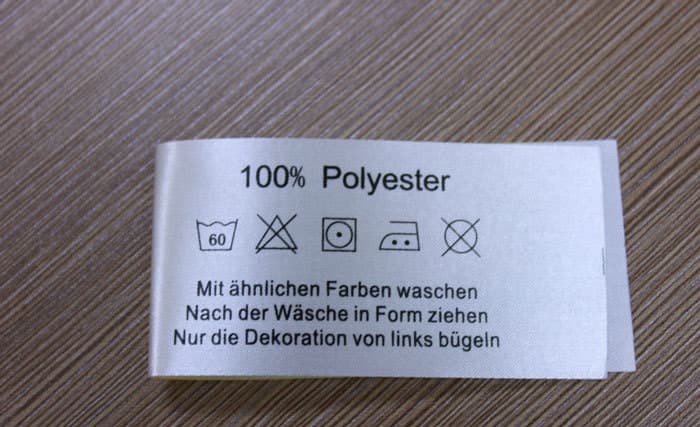 100% Polyester
60
Mit ähnlichen Farben waschen
Nach der Wäsche in Form ziehen
Nur die Dekoration von links bügeln